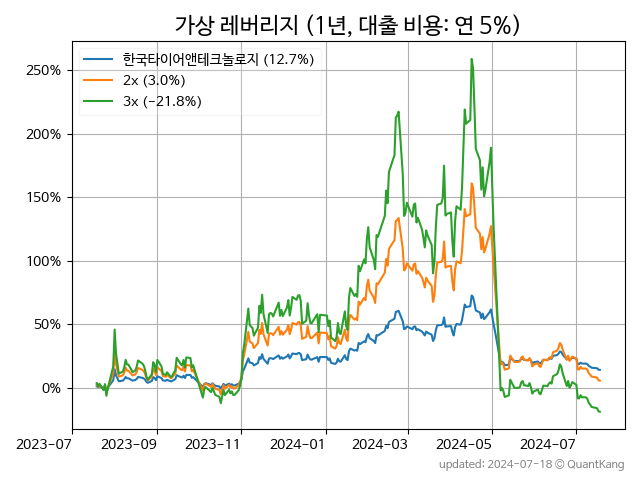 가상 레버리지 (1년, 대출 비용: 연 5%)
한국타이어앤테크놀로지 (12.7%)
2x (3.0%)
3x (−21.8%)
250%
200%
150%
100%
50%
0%
2023-07 2023-09 2023-11 2024-01 2024-03 2024-05 2024-07
updated: 2024-07-18 © QuantKang